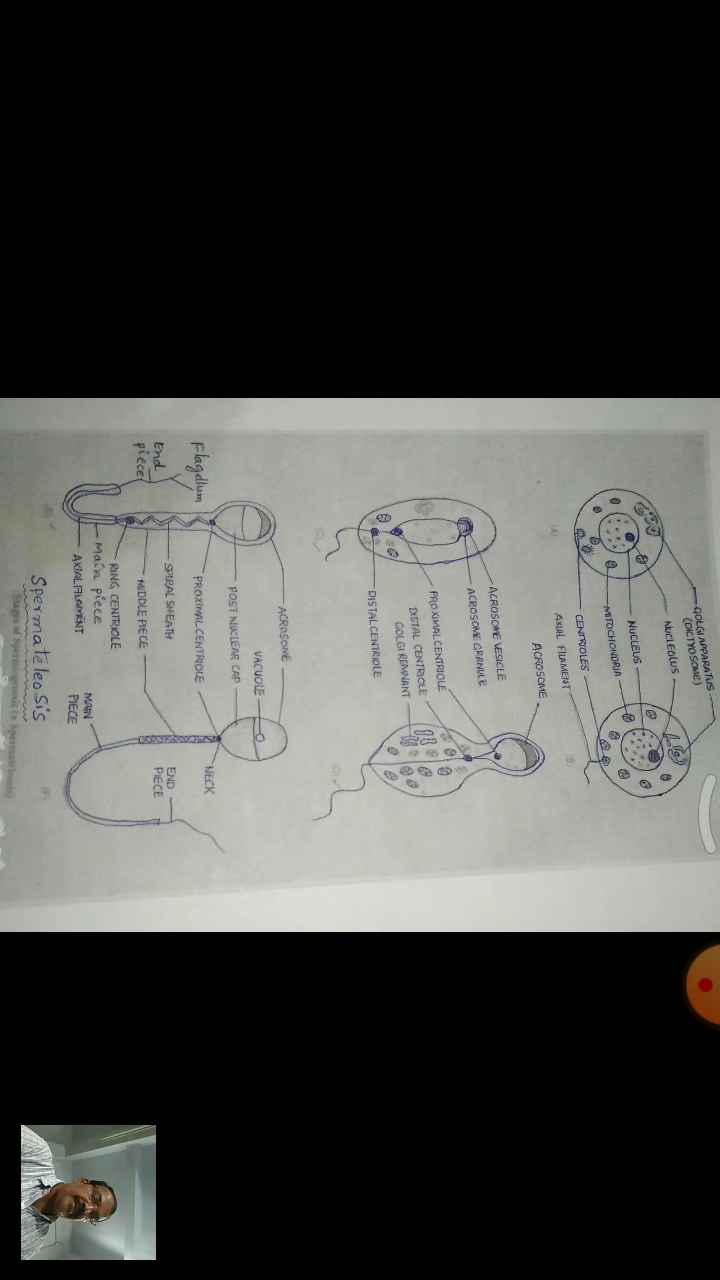 GOLGI APPARATUS
(DICTYOSOME)
NUCLEOLUS
NUCLEUS
MITOCHONDRIA
CENTRIOLES
AXIAL FILAMENT
(A)
(B)
ACROSOME
ACROSOME VESICLE
ACROSOME GRANULE
PROXIMAL CENTRIOLE
DISTAL CENTRIOLE
GOLGI REMNANT
DISTAL CENTRIOLE
(C)
(D)
ACROSOME
VACUOLE
POST NUCLEAR CAP
PROXIMAL CENTRIOLE
SPIRAL SHEATH
MIDDLE PIECE
RING CENTRIOLE
Main piece
AXIAL FILAMENT
Flagellum
End
piece
NECK
END
PIECE
MAIN
PIECE
(E)
(F)
Spermateleosis